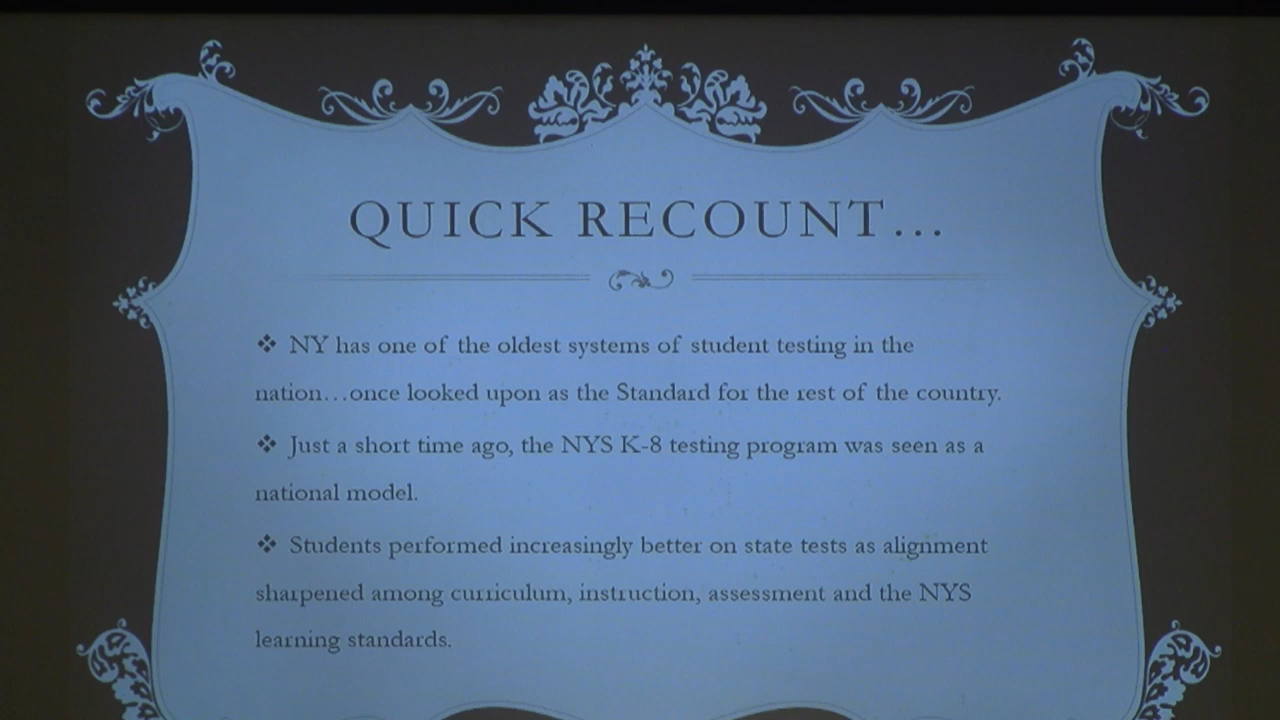 QUICK RECOUNT...
❖ NY has one of the oldest systems of student testing in the
nation…once looked upon as the Standard for the rest of the country.
❖ Just a short time ago, the NYS K-8 testing program was seen as a
national model.
❖ Students performed increasingly better on state tests as alignment
sharpened among curriculum, instruction, assessment and the NYS
learning standards.